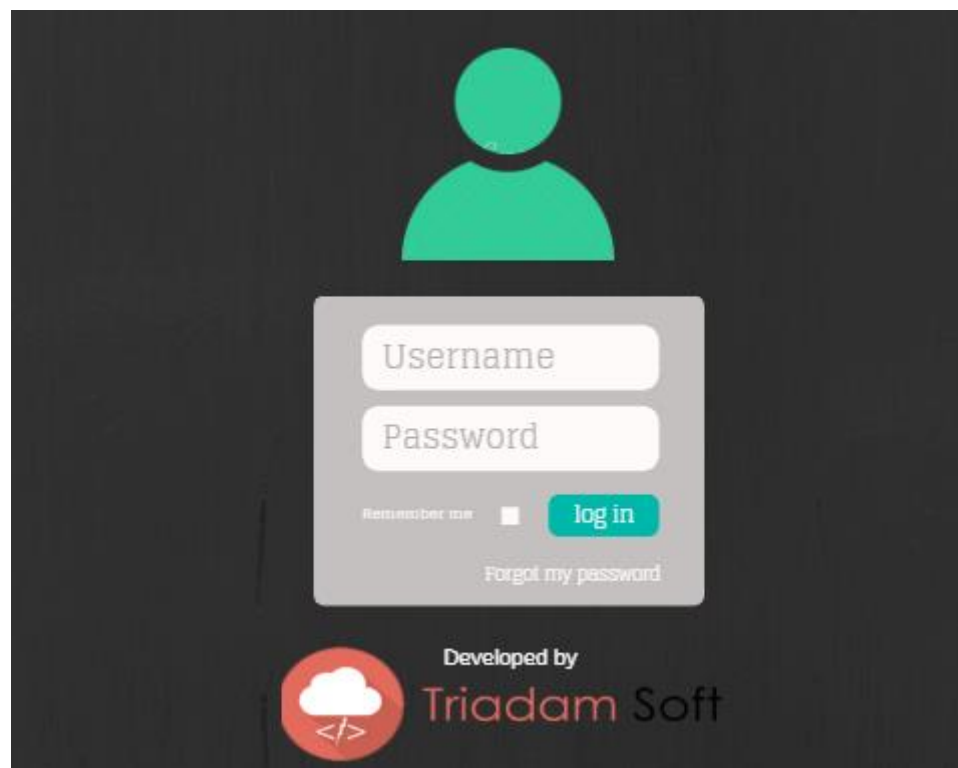 Username
Password
Remember me
log in
Forgot my password
Developed by
Triadam Soft
</>